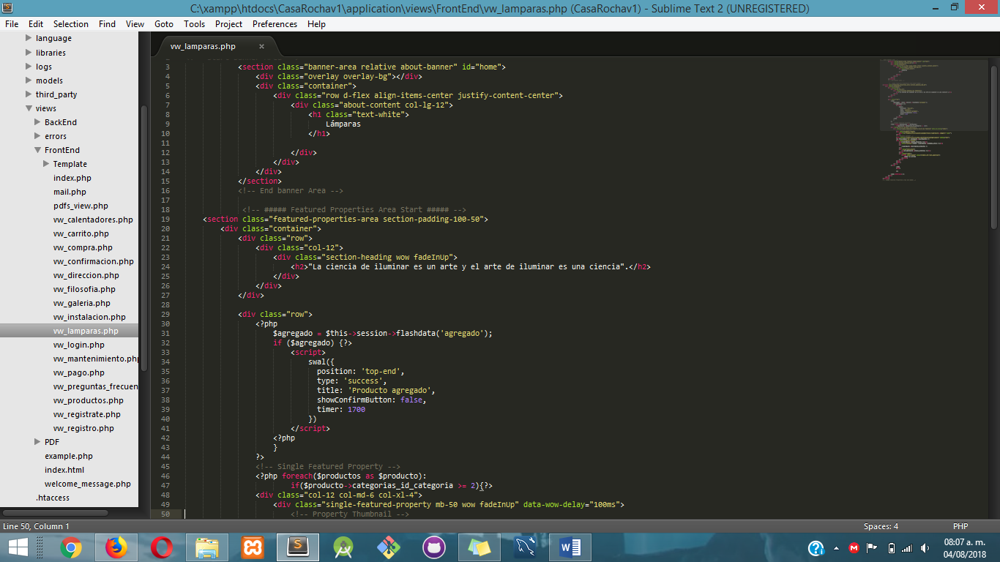 C:\xampp\htdocs\CasaRochav1\application\views\FrontEnd\vw_lamparas.php (CasaRochav1) - Sublime Text 2 (UNREGISTERED)
File Edit Selection Find View Goto Tools Project Preferences Help
language
libraries
logs
models
third_party
views
BackEnd
errors
FrontEnd
Template
index.php
mail.php
pdfs_view.php
vw_calentadores.php
vw_carrito.php
vw_compra.php
vw_confirmacion.php
vw_direccion.php
vw_filosofia.php
vw_galeria.php
vw_instalacion.php
vw_lamparas.php
vw_login.php
vw_mantenimiento.php
vw_pago.php
vw_preguntas_frecuen
vw_productos.php
vw_registrate.php
vw_registro.php
PDF
example.php
index.html
welcome_message.php
.htaccess
vw_lamparas.php
3 <section class="banner-area relative about-banner" id="home">
4 <div class="overlay overlay-bg"></div>
5 <div class="container">
6 <div class="row d-flex align-items-center justify-content-center">
7 <div class="about-content col-lg-12">
8 <h1 class="text-white">
9 Lámparas
10 </h1>
11
12 </div>
13 </div>
14 </div>
15 </section>
16 <!-- End banner Area -->
17
18 <!-- ##### Featured Properties Area Start ##### -->
19 <section class="featured-properties-area section-padding-100-50">
20 <div class="container">
21 <div class="row">
22 <div class="col-12">
23 <div class="section-heading wow fadeInUp">
24 <h2>"La ciencia de iluminar es un arte y el arte de iluminar es una ciencia".</h2>
25 </div>
26 </div>
27 </div>
28
29 <div class="row">
30 <?php
31 $agregado = $this->session->flashdata('agregado');
32 if ($agregado) {?>
33 <script>
34 swal({
35 position: 'top-end',
36 type: 'success',
37 title: 'Producto agregado',
38 showConfirmButton: false,
39 timer: 1700
40 })
41 </script>
42 <?php
43 }
44 ?>
45 <!-- Single Featured Property -->
46 <?php foreach($productos as $producto):
47 if($producto->categorias_id_categoria >= 2){?>
48 <div class="col-12 col-md-6 col-xl-4">
49 <div class="single-featured-property mb-50 wow fadeInUp" data-wow-delay="100ms">
50 <!-- Property Thumbnail -->
Line 50, Column 1
Spaces: 4
PHP
08:07 a. m.
04/08/2018